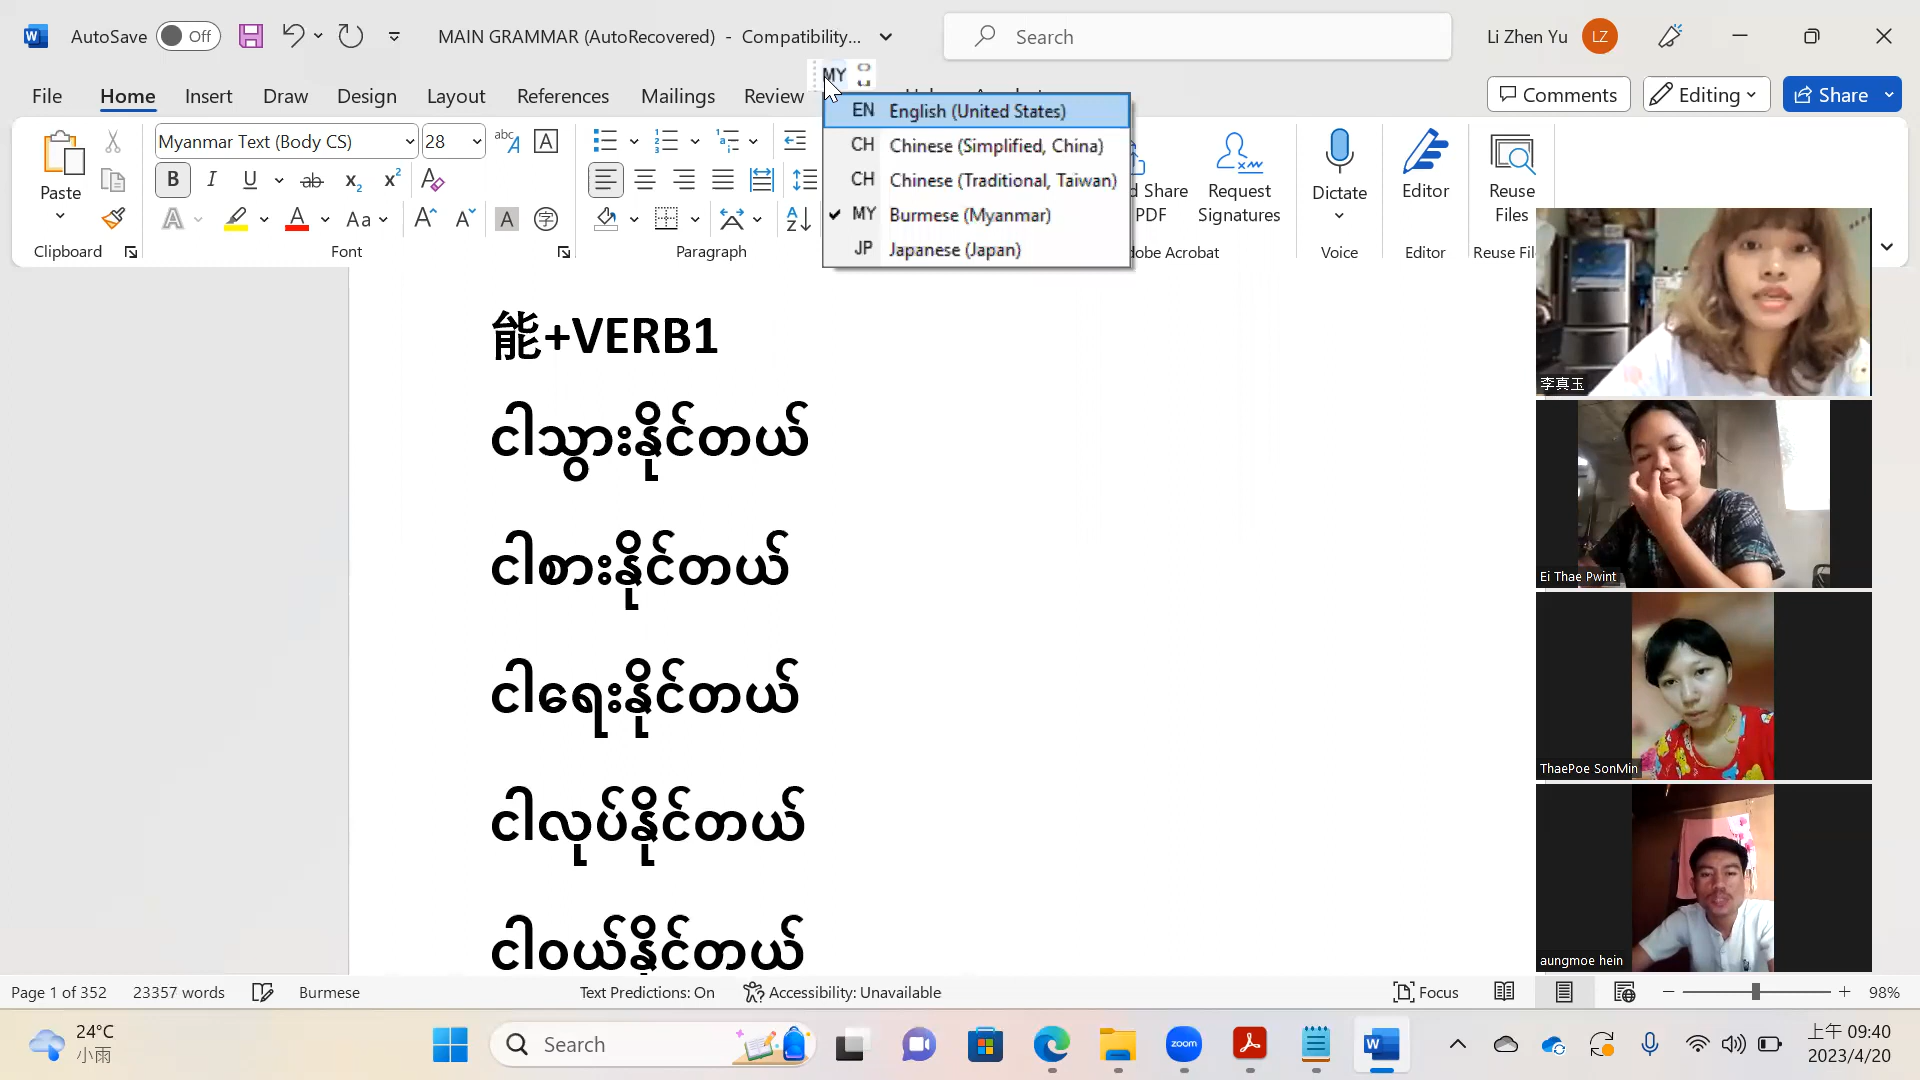 AutoSave Off MAIN GRAMMAR (AutoRecovered) - Compatibility... Search Li Zhen Yu LZ
MY
File Home Insert Draw Design Layout References Mailings Review Comments Editing Share
EN English (United States)
CH Chinese (Simplified, China)
CH Chinese (Traditional, Taiwan)
MY Burmese (Myanmar)
JP Japanese (Japan)
Paste
Myanmar Text (Body CS) 28
Share PDF
Request Signatures
Dictate
Editor
Reuse Files
Clipboard Font Paragraph Adobe Acrobat Voice Editor Reuse Fil
能+VERB1
ငါသွားနိုင်တယ်
ငါစားနိုင်တယ်
ငါရေးနိုင်တယ်
ငါလုပ်နိုင်တယ်
ငါဝယ်နိုင်တယ်
李真玉
Ei Thae Pwint
ThaePoe SonMin
aungmoe hein
Page 1 of 352 23357 words Burmese Text Predictions: On Accessibility: Unavailable Focus 98%
24°C
小雨
Search
zoom
上午 09:40
2023/4/20